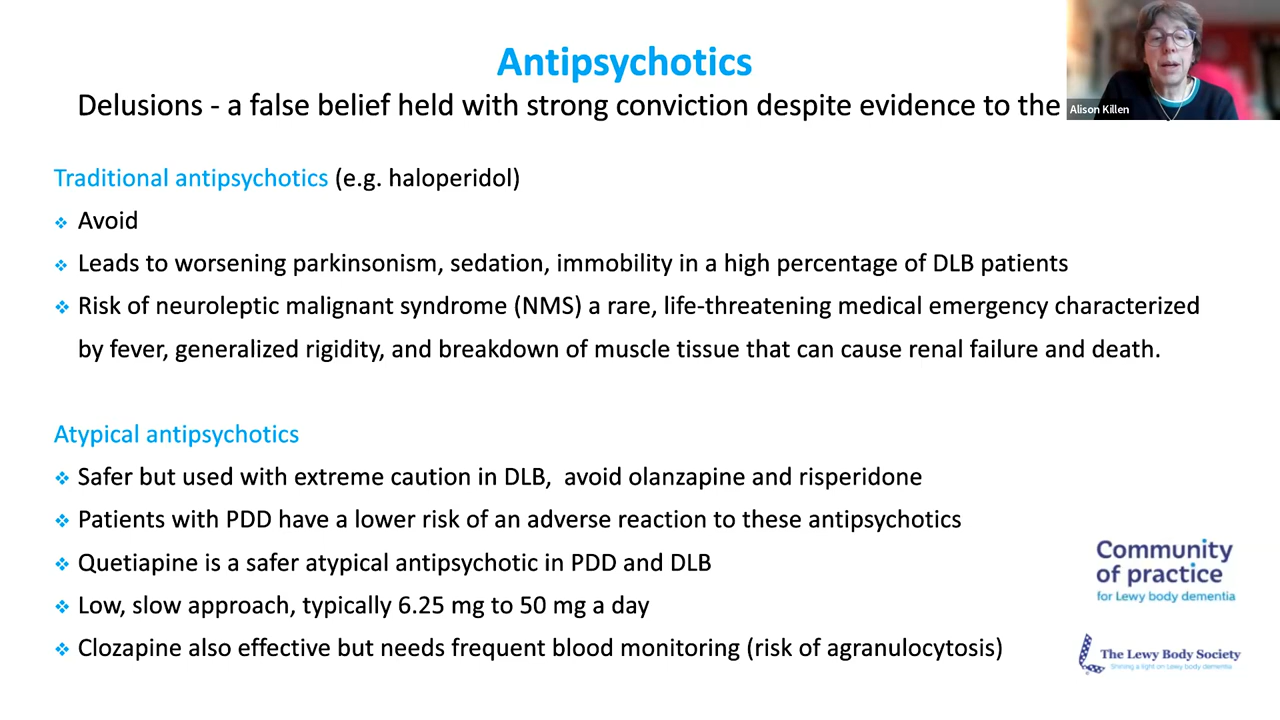 Antipsychotics
Delusions - a false belief held with strong conviction despite evidence to the
Alison Killen
Traditional antipsychotics (e.g. haloperidol)
❖ Avoid
❖ Leads to worsening parkinsonism, sedation, immobility in a high percentage of DLB patients
❖ Risk of neuroleptic malignant syndrome (NMS) a rare, life-threatening medical emergency characterized
by fever, generalized rigidity, and breakdown of muscle tissue that can cause renal failure and death.
Atypical antipsychotics
❖ Safer but used with extreme caution in DLB,  avoid olanzapine and risperidone
❖ Patients with PDD have a lower risk of an adverse reaction to these antipsychotics
❖ Quetiapine is a safer atypical antipsychotic in PDD and DLB
❖ Low, slow approach, typically 6.25 mg to 50 mg a day
❖ Clozapine also effective but needs frequent blood monitoring (risk of agranulocytosis)
Community
of practice
for Lewy body dementia
The Lewy Body Society
Shining a light on Lewy body dementia.